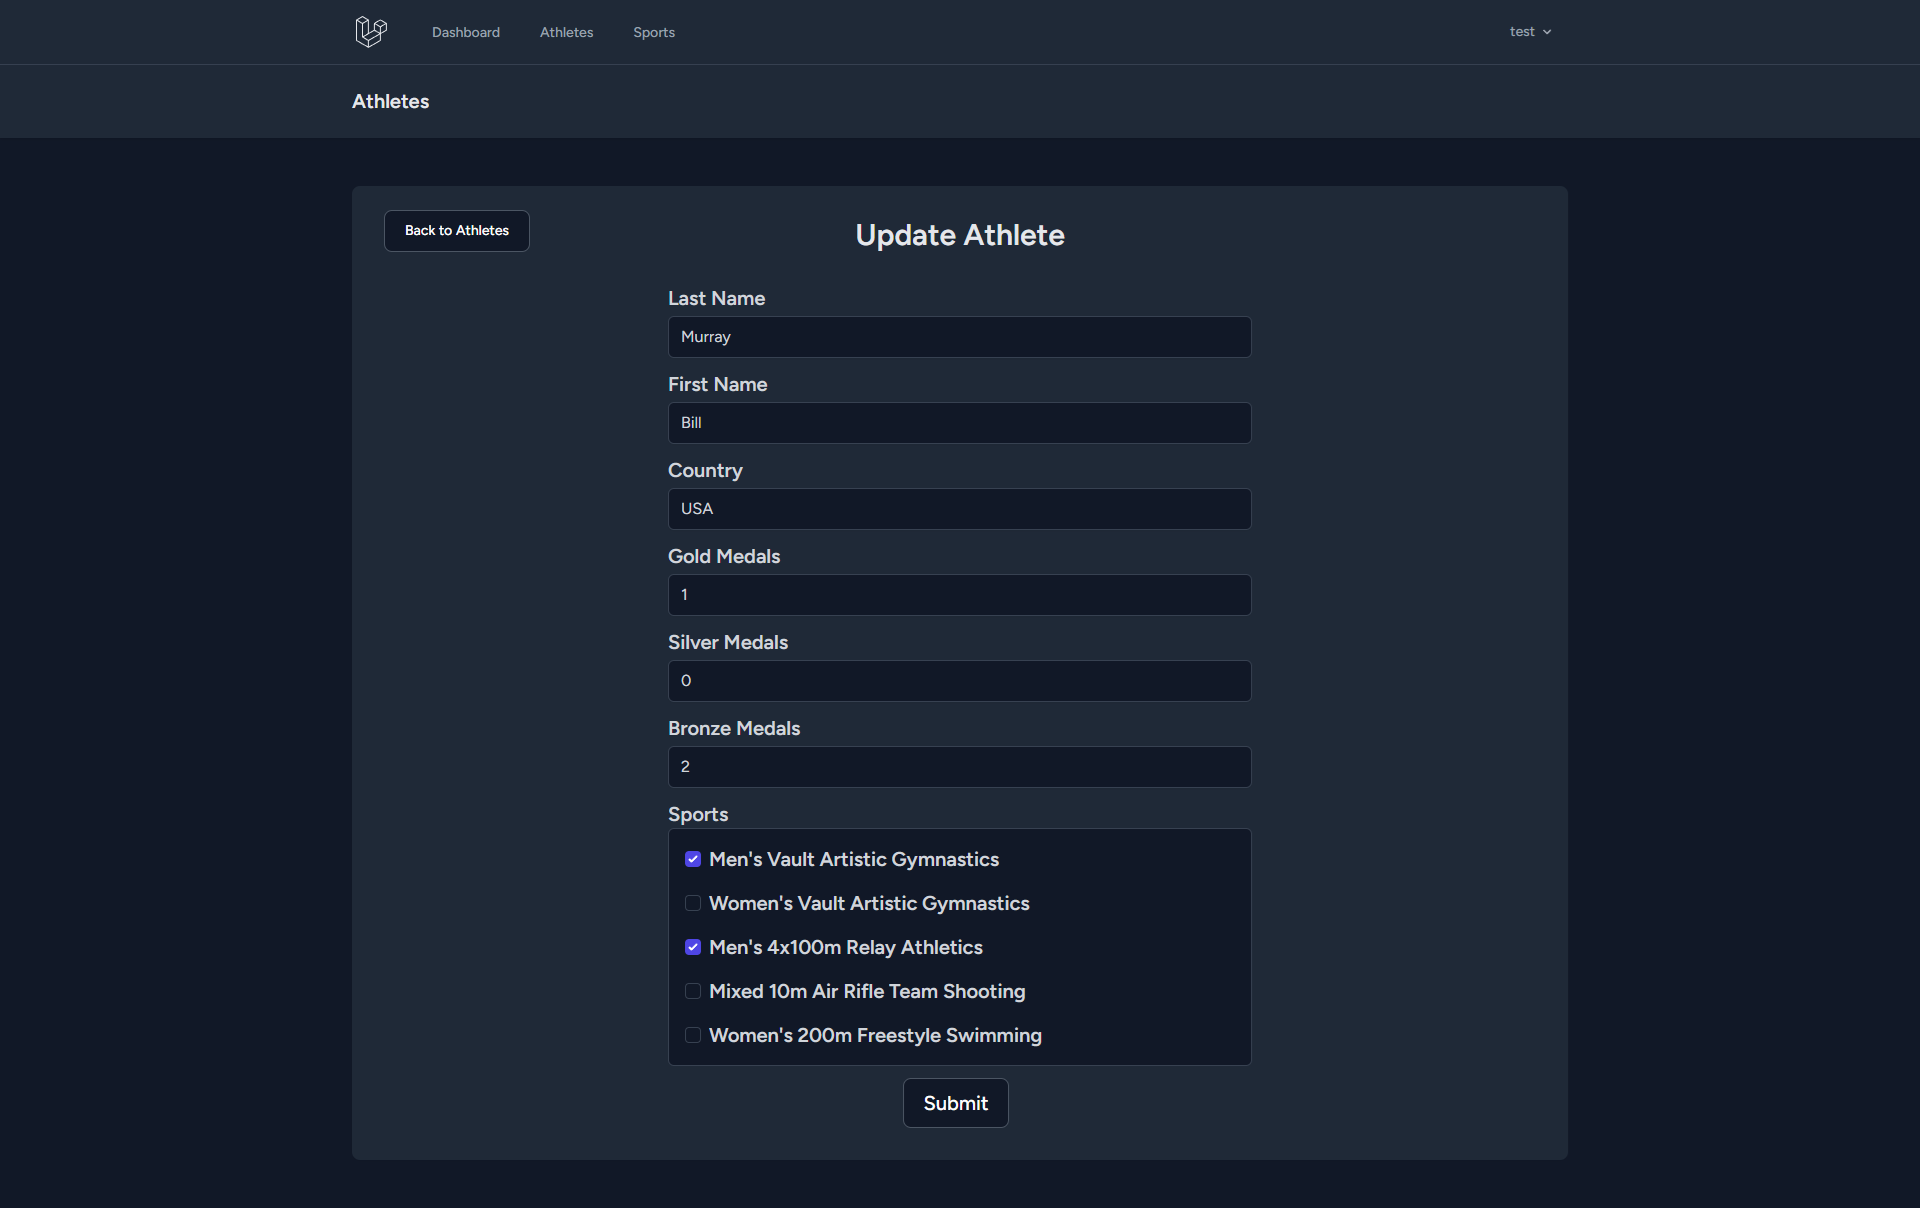 Dashboard Athletes Sports test
Athletes
Back to Athletes
Update Athlete
Last Name
Murray
First Name
Bill
Country
USA
Gold Medals
1
Silver Medals
0
Bronze Medals
2
Sports
Men's Vault Artistic Gymnastics
Women's Vault Artistic Gymnastics
Men's 4x100m Relay Athletics
Mixed 10m Air Rifle Team Shooting
Women's 200m Freestyle Swimming
Submit